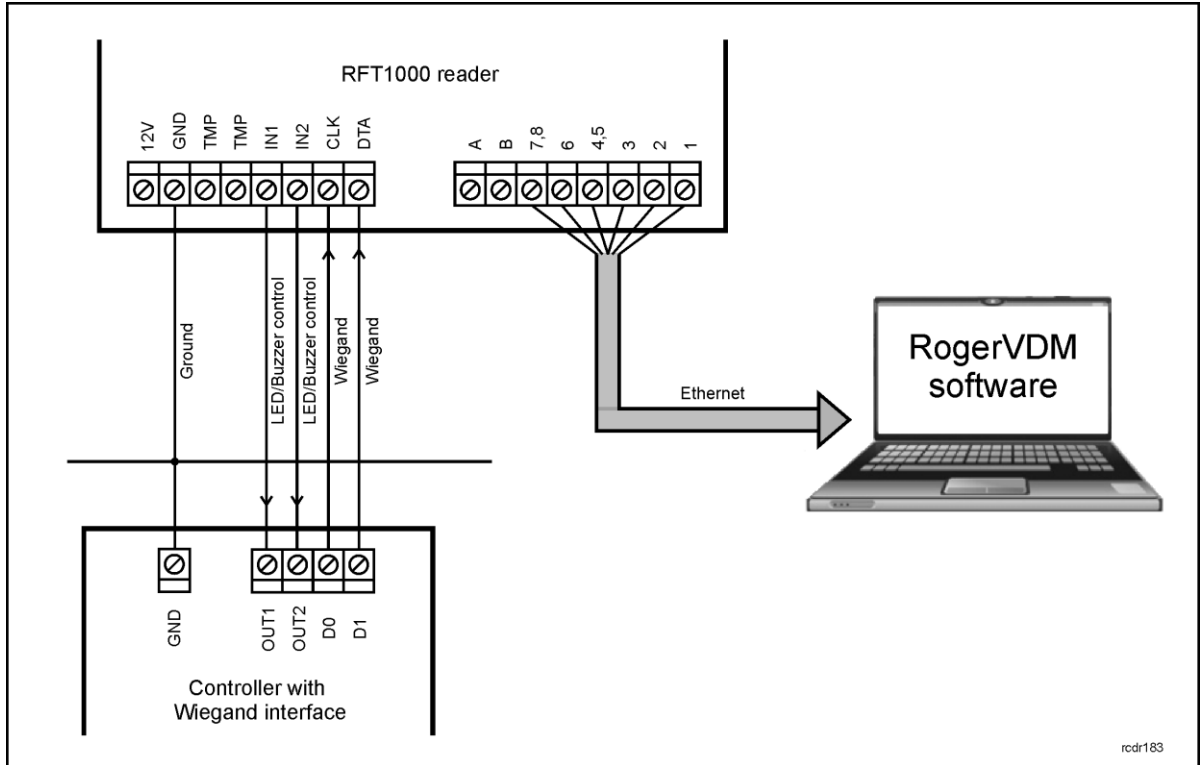 RFT1000 reader
12V
GND
TMP
TMP
IN1
IN2
CLK
DTA
A
B
7,8
6
4,5
3
2
1
Ground
LED/Buzzer control
LED/Buzzer control
Wiegand
Wiegand
Ethernet
RogerVDM
software
GND
OUT1
OUT2
D0
D1
Controller with
Wiegand interface
rcdr183